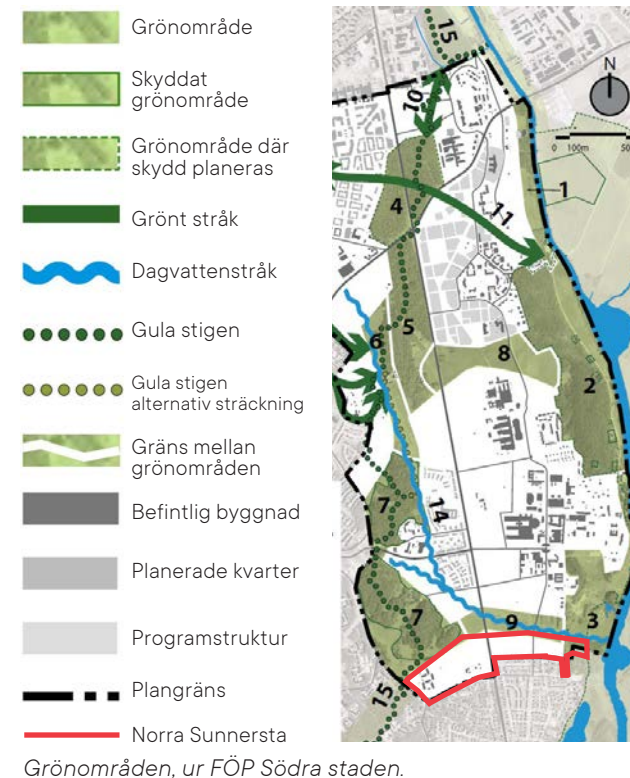 Grönområde
Skyddat
grönområde
Grönområde där
skydd planeras
Grönt stråk
Dagvattenstråk
Gula stigen
Gula stigen
alternativ sträckning
Gräns mellan
grönområden
Befintlig byggnad
Planerade kvarter
Programstruktur
Plangräns
Norra Sunnersta
15
10
N
0 100m 50
1
4
11
5
6
8
2
7
14
7
9
3
15
Grönområden, ur FÖP Södra staden.